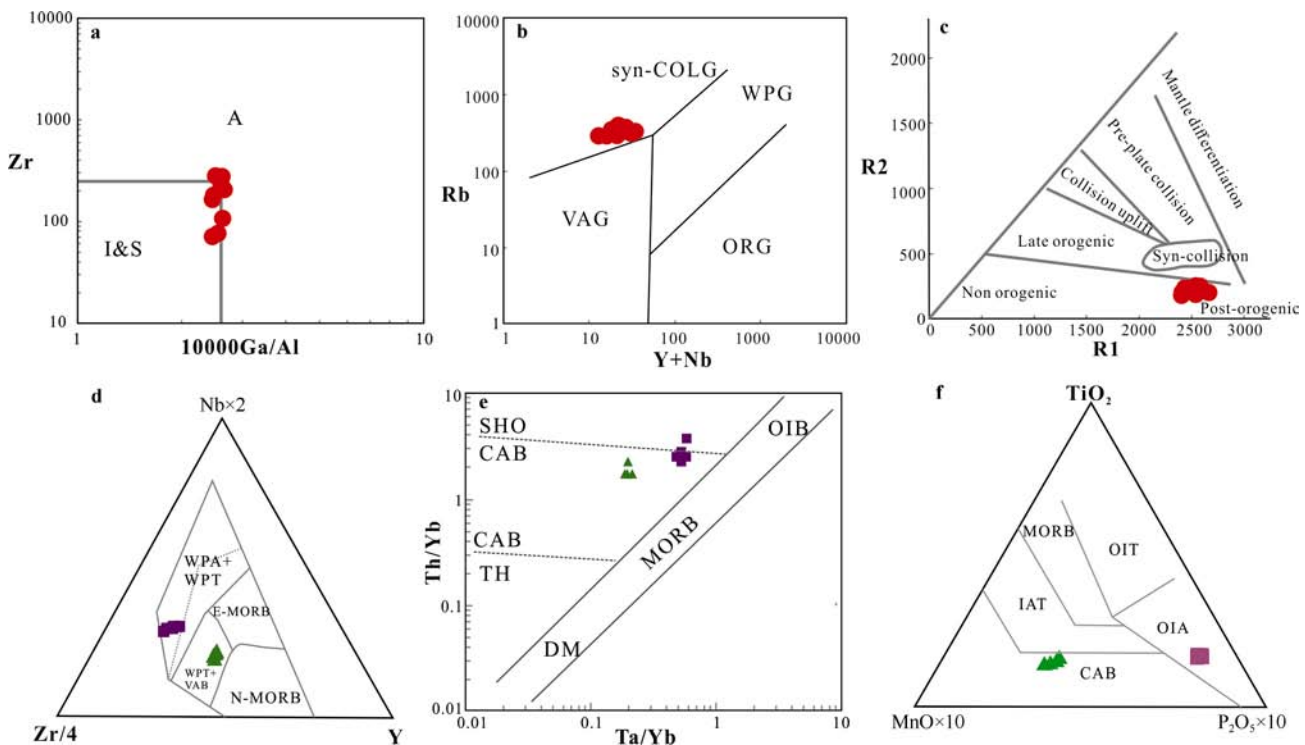 a
10000
1000
100
10
Zr
A
I&S
1
10
10000Ga/Al
b
10000
1000
100
10
1
Rb
syn-COLG
WPG
VAG
ORG
1
10
100
1000
10000
Y+Nb
c
2000
1500
1000
500
0
R2
Mantle differentiation
Pre-plate collision
Collision uplift
Syn-collision
Late orogenic
Non orogenic
Post-orogenic
0
500
1000
1500
2000
2500
3000
R1
d
Nb×2
WPA+
WPT
E-MORB
WPT+
VAB
N-MORB
Zr/4
Y
e
10
1
0.1
0.01
Th/Yb
SHO
CAB
CAB
TH
OIB
MORB
DM
0.01
0.1
1
10
Ta/Yb
f
TiO₂
MORB
OIT
IAT
OIA
CAB
MnO×10
P₂O₅×10